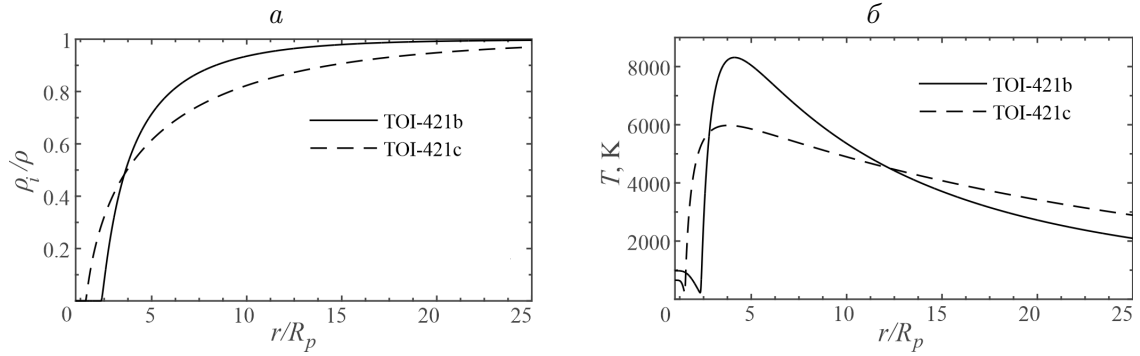 а
1
0.8
0.6
0.4
0.2
0
0 5 10 15 20 25
ρi/ρ
r/Rp
TOI-421b
TOI-421c
б
8000
6000
4000
2000
0 5 10 15 20 25
T, K
r/Rp
TOI-421b
TOI-421c